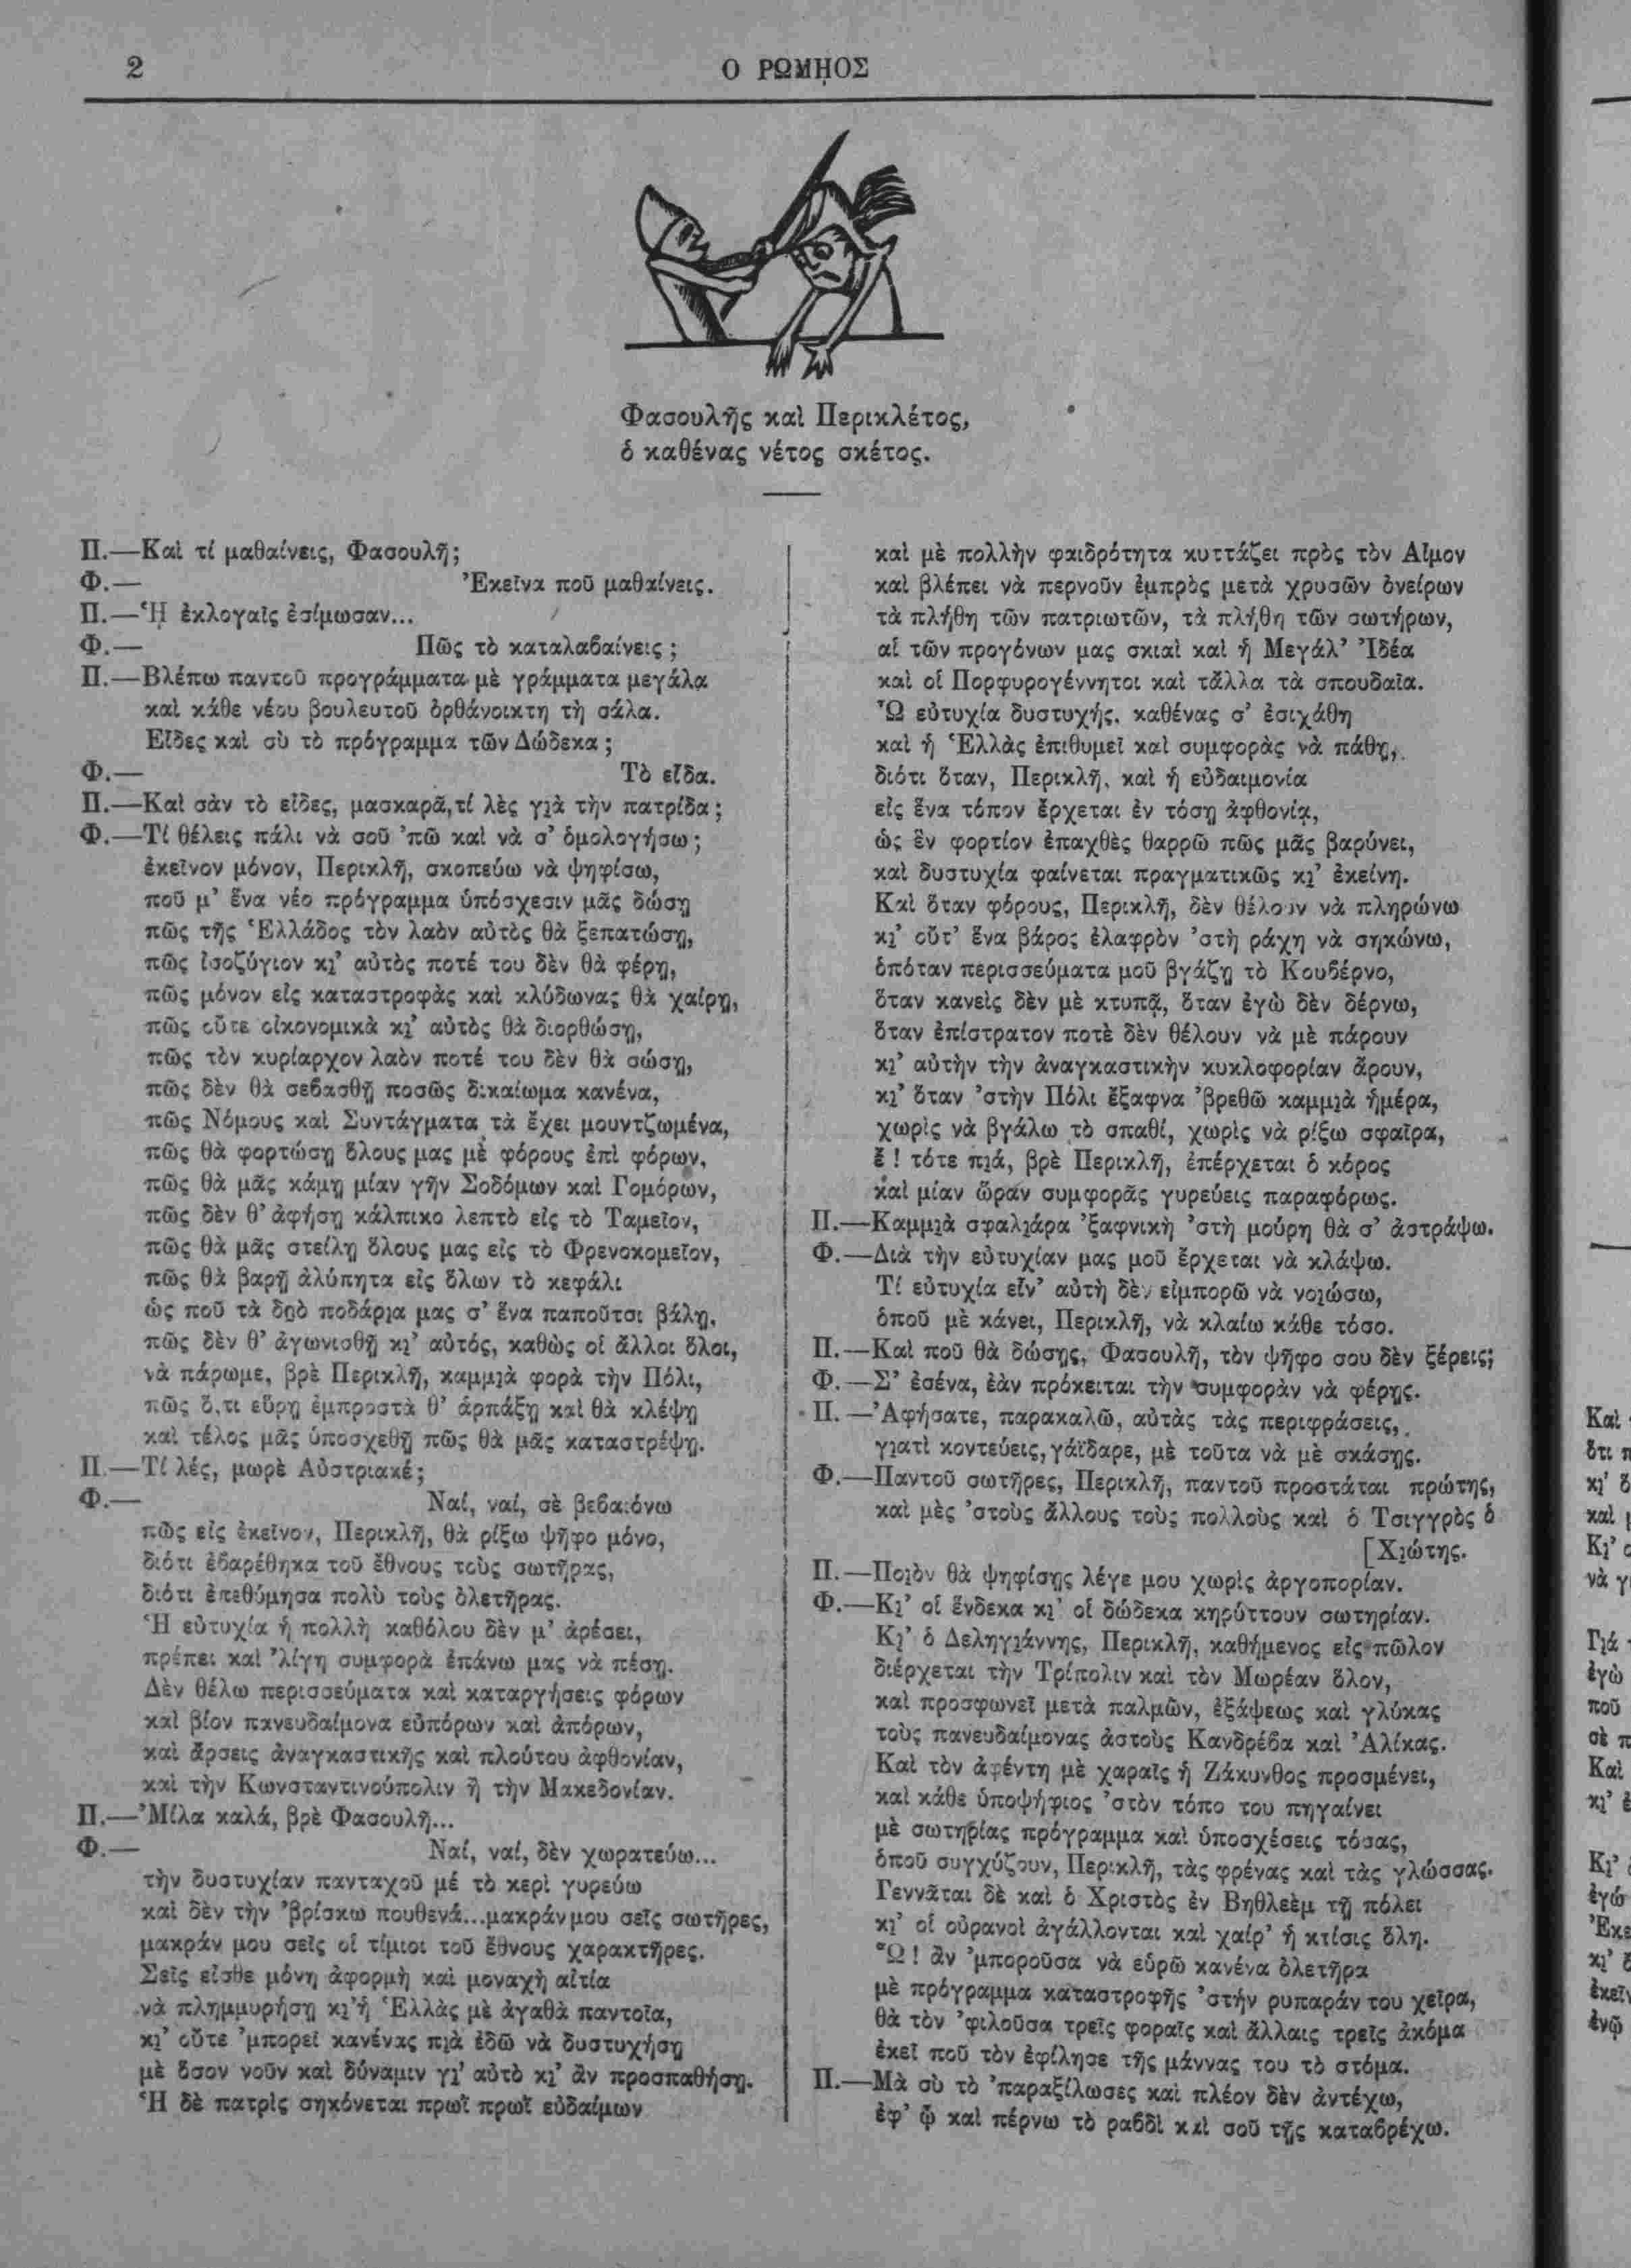 2
Ο ΡΩΜΗΟΣ
Φασουλῆς καὶ Περικλέτος,
ὁ καθένας νέτος σκέτος.
Π.—Καὶ τί μαθαίνεις, Φασουλῆ;
Φ.— Ἐκεῖνα ποῦ μαθαίνεις.
Π.—Ἡ ἐκλογαῖς ἐσίμωσαν...
Φ.— Πῶς τὸ καταλαβαίνεις;
Π.—Βλέπω παντοῦ προγράμματα μὲ γράμματα μεγάλα
καὶ κάθε νέου βουλευτοῦ ὀρθάνοικτη τὴ σάλα.
Εἶδες καὶ σὺ τὸ πρόγραμμα τῶν Δώδεκα;
Φ.— Τὸ εἶδα.
Π.—Καὶ σὰν τὸ εἶδες, μασκαρᾶ, τί λὲς γιὰ τὴν πατρίδα;
Φ.—Τί θέλεις πάλι νὰ σοῦ 'πῶ καὶ νὰ σ' ὁμολογήσω;
ἐκεῖνον μόνον, Περικλῆ, σκοπεύω νὰ ψηφίσω,
ποῦ μ' ἕνα νέο πρόγραμμα ὑπόσχεσιν μᾶς δώσῃ
πῶς τῆς Ἑλλάδος τὸν λαὸν αὐτὸς θὰ ξεπατώσῃ,
πῶς ἰσοζύγιον κι' αὐτὸς ποτέ του δὲν θὰ φέρῃ,
πῶς μόνον εἰς καταστροφὰς καὶ κλύδωνας θὰ χαίρῃ,
πῶς οὔτε οἰκονομικὰ κι' αὐτὸς θὰ διορθώσῃ,
πῶς τὸν κυρίαρχον λαὸν ποτέ του δὲν θὰ σώσῃ,
πῶς δὲν θὰ σεβασθῇ ποσῶς δικαίωμα κανένα,
πῶς Νόμους καὶ Συντάγματα τὰ ἔχει μουντζωμένα,
πῶς θὰ φορτώσῃ ὅλους μας μὲ φόρους ἐπὶ φόρων,
πῶς θὰ μᾶς κάμῃ μίαν γῆν Σοδόμων καὶ Γομόρων,
πῶς δὲν θ' ἀφήσῃ κάλπικο λεπτὸ εἰς τὸ Ταμεῖον,
πῶς θὰ μᾶς στείλῃ ὅλους μας εἰς τὸ Φρενοκομεῖον,
πῶς θὰ βαρῇ ἀλύπητα εἰς ὅλων τὸ κεφάλι
ὡς ποῦ τὰ δυὸ ποδάρια μας σ' ἕνα παποῦτσι βάλῃ,
πῶς δὲν θ' ἀγωνισθῇ κι' αὐτός, καθὼς οἱ ἄλλοι ὅλοι,
νὰ πάρωμε, βρὲ Περικλῆ, καμμιὰ φορὰ τὴν Πόλι,
πῶς ὅ,τι εὕρῃ ἐμπροστὰ θ' ἁρπάξῃ καὶ θὰ κλέψῃ
καὶ τέλος μᾶς ὑποσχεθῇ πῶς θὰ μᾶς καταστρέψῃ.
Π.—Τί λές, μωρὲ Αὐστριακέ;
Φ.— Ναί, ναί, σὲ βεβαιόνω
πῶς εἰς ἐκεῖνον, Περικλῆ, θὰ ρίξω ψῆφο μόνο,
διότι ἐβαρέθηκα τοῦ ἔθνους τοὺς σωτῆρας,
διότι ἐπεθύμησα πολὺ τοὺς ὀλετῆρας.
Ἡ εὐτυχία ἡ πολλὴ καθόλου δὲν μ' ἀρέσει,
πρέπει καὶ 'λίγη συμφορὰ ἐπάνω μας νὰ πέσῃ.
Δὲν θέλω περισσεύματα καὶ καταργήσεις φόρων
καὶ βίον πανευδαίμονα εὐπόρων καὶ ἀπόρων,
καὶ ἄρσεις ἀναγκαστικῆς καὶ πλούτου ἀφθονίαν,
καὶ τὴν Κωνσταντινούπολιν ἢ τὴν Μακεδονίαν.
Π.—Ὁμίλα καλά, βρὲ Φασουλῆ...
Φ.— Ναί, ναί, δὲν χωρατεύω...
τὴν δυστυχίαν πανταχοῦ μέ τὸ κερὶ γυρεύω
καὶ δὲν τὴν 'βρίσκω πουθενά...μακράν μου σεῖς σωτῆρες,
μακράν μου σεῖς οἱ τίμιοι τοῦ ἔθνους χαρακτῆρες.
Σεῖς εἶσθε μόνη ἀφορμὴ καὶ μοναχὴ αἰτία
νὰ πλημμυρήσῃ κι' ἡ Ἑλλὰς μὲ ἀγαθὰ παντοῖα,
κι' οὔτε 'μπορεῖ κανένας πιὰ ἐδῶ νὰ δυστυχήσῃ
μὲ ὅσον νοῦν καὶ δύναμιν γι' αὐτὸ κι' ἂν προσπαθήσῃ.
Ἡ δὲ πατρὶς σηκόνεται πρωῒ πρωῒ εὐδαίμων
καὶ μὲ πολλὴν φαιδρότητα κυττάζει πρὸς τὸν Αἷμον
καὶ βλέπει νὰ περνοῦν ἐμπρὸς μετὰ χρυσῶν ὀνείρων
τὰ πλήθη τῶν πατριωτῶν, τὰ πλήθη τῶν σωτήρων,
αἱ τῶν προγόνων μας σκιαὶ καὶ ἡ Μεγάλ' Ἰδέα
καὶ οἱ Πορφυρογέννητοι καὶ τἄλλα τὰ σπουδαῖα.
Ὦ εὐτυχία δυστυχής, καθένας σ' ἐσιχάθη
καὶ ἡ Ἑλλὰς ἐπιθυμεῖ καὶ συμφορὰς νὰ πάθῃ,
διότι ὅταν, Περικλῆ, καὶ ἡ εὐδαιμονία
εἰς ἕνα τόπον ἔρχεται ἐν τόσῃ ἀφθονίᾳ,
ὡς ἓν φορτίον ἐπαχθὲς θαρρῶ πῶς μᾶς βαρύνει,
καὶ δυστυχία φαίνεται πραγματικῶς κι' ἐκείνη.
Καὶ ὅταν φόρους, Περικλῆ, δὲν θέλουν νὰ πληρώνω
κι' οὔτ' ἕνα βάρος ἐλαφρὸν 'στὴ ράχη νὰ σηκώνω,
ὁπόταν περισσεύματα μοῦ βγάζῃ τὸ Κουβέρνο,
ὅταν κανεὶς δὲν μὲ κτυπᾷ, ὅταν ἐγὼ δὲν δέρνω,
ὅταν ἐπίστρατον ποτὲ δὲν θέλουν νὰ μὲ πάρουν
κι' αὐτὴν τὴν ἀναγκαστικὴν κυκλοφορίαν ἄρουν,
κι' ὅταν 'στὴν Πόλι ἔξαφνα 'βρεθῶ καμμιὰ ἡμέρα,
χωρὶς νὰ βγάλω τὸ σπαθί, χωρὶς νὰ ρίξω σφαῖρα,
ἔ! τότε πιά, βρὲ Περικλῆ, ἐπέρχεται ὁ κόρος
καὶ μίαν ὥραν συμφορᾶς γυρεύεις παραφόρως.
Π.—Καμμιὰ σφαλιάρα 'ξαφνικὴ 'στὴ μούρη θὰ σ' ἀστράψω.
Φ.—Διὰ τὴν εὐτυχίαν μας μοῦ ἔρχεται νὰ κλάψω.
Τί εὐτυχία εἶν' αὐτὴ δὲν εἰμπορῶ νὰ νοιώσω,
ὁποῦ μὲ κάνει, Περικλῆ, νὰ κλαίω κάθε τόσο.
Π.—Καὶ ποῦ θὰ δώσῃς, Φασουλῆ, τὸν ψῆφο σου δὲν ξέρεις;
Φ.—Σ' ἐσένα, ἐὰν πρόκειται τὴν συμφορὰν νὰ φέρῃς.
Π.—Ἀφήσατε, παρακαλῶ, αὐτὰς τὰς περιφράσεις,
γιατὶ κοντεύεις, γάϊδαρε, μὲ τοῦτα νὰ μὲ σκάσῃς.
Φ.—Παντοῦ σωτῆρες, Περικλῆ, παντοῦ προστάται πρώτης,
καὶ μὲς 'στοὺς ἄλλους τοὺς πολλοὺς καὶ ὁ Τσιγγρὸς ὁ
[Χιώτης.
Π.—Ποιὸν θὰ ψηφίσῃς λέγε μου χωρὶς ἀργοπορίαν.
Φ.—Κι' οἱ ἕνδεκα κι' οἱ δώδεκα κηρύττουν σωτηρίαν.
Κι' ὁ Δεληγιάννης, Περικλῆ, καθήμενος εἰς πῶλον
διέρχεται τὴν Τρίπολιν καὶ τὸν Μωρέαν ὅλον,
καὶ προσφωνεῖ μετὰ παλμῶν, ἐξάψεως καὶ γλύκας
τοὺς πανευδαίμονας ἀστοὺς Κανδρέβα καὶ Ἀλίκας.
Καὶ τὸν ἀφέντη μὲ χαραῖς ἡ Ζάκυνθος προσμένει,
καὶ κάθε ὑποψήφιος 'στὸν τόπο του πηγαίνει
μὲ σωτηρίας πρόγραμμα καὶ ὑποσχέσεις τόσας,
ὁποῦ συγχύζουν, Περικλῆ, τὰς φρένας καὶ τὰς γλώσσας.
Γεννᾶται δὲ καὶ ὁ Χριστὸς ἐν Βηθλεὲμ τῇ πόλει
κι' οἱ οὐρανοὶ ἀγάλλονται καὶ χαίρ' ἡ κτίσις ὅλη.
Ὤ! ἂν 'μποροῦσα νὰ εὑρῶ κανένα ὀλετῆρα
μὲ πρόγραμμα καταστροφῆς 'στήν ρυπαράν του χεῖρα,
θὰ τὸν 'φιλοῦσα τρεῖς φοραῖς καὶ ἄλλαις τρεῖς ἀκόμα
ἐκεῖ ποῦ τὸν ἐφίλησε τῆς μάννας του τὸ στόμα.
Π.—Μὰ σὺ τὸ 'παραξίλωσες καὶ πλέον δὲν ἀντέχω,
ἐφ' ᾧ καὶ πέρνω τὸ ραβδὶ καὶ σοῦ τῇς καταβρέχω.